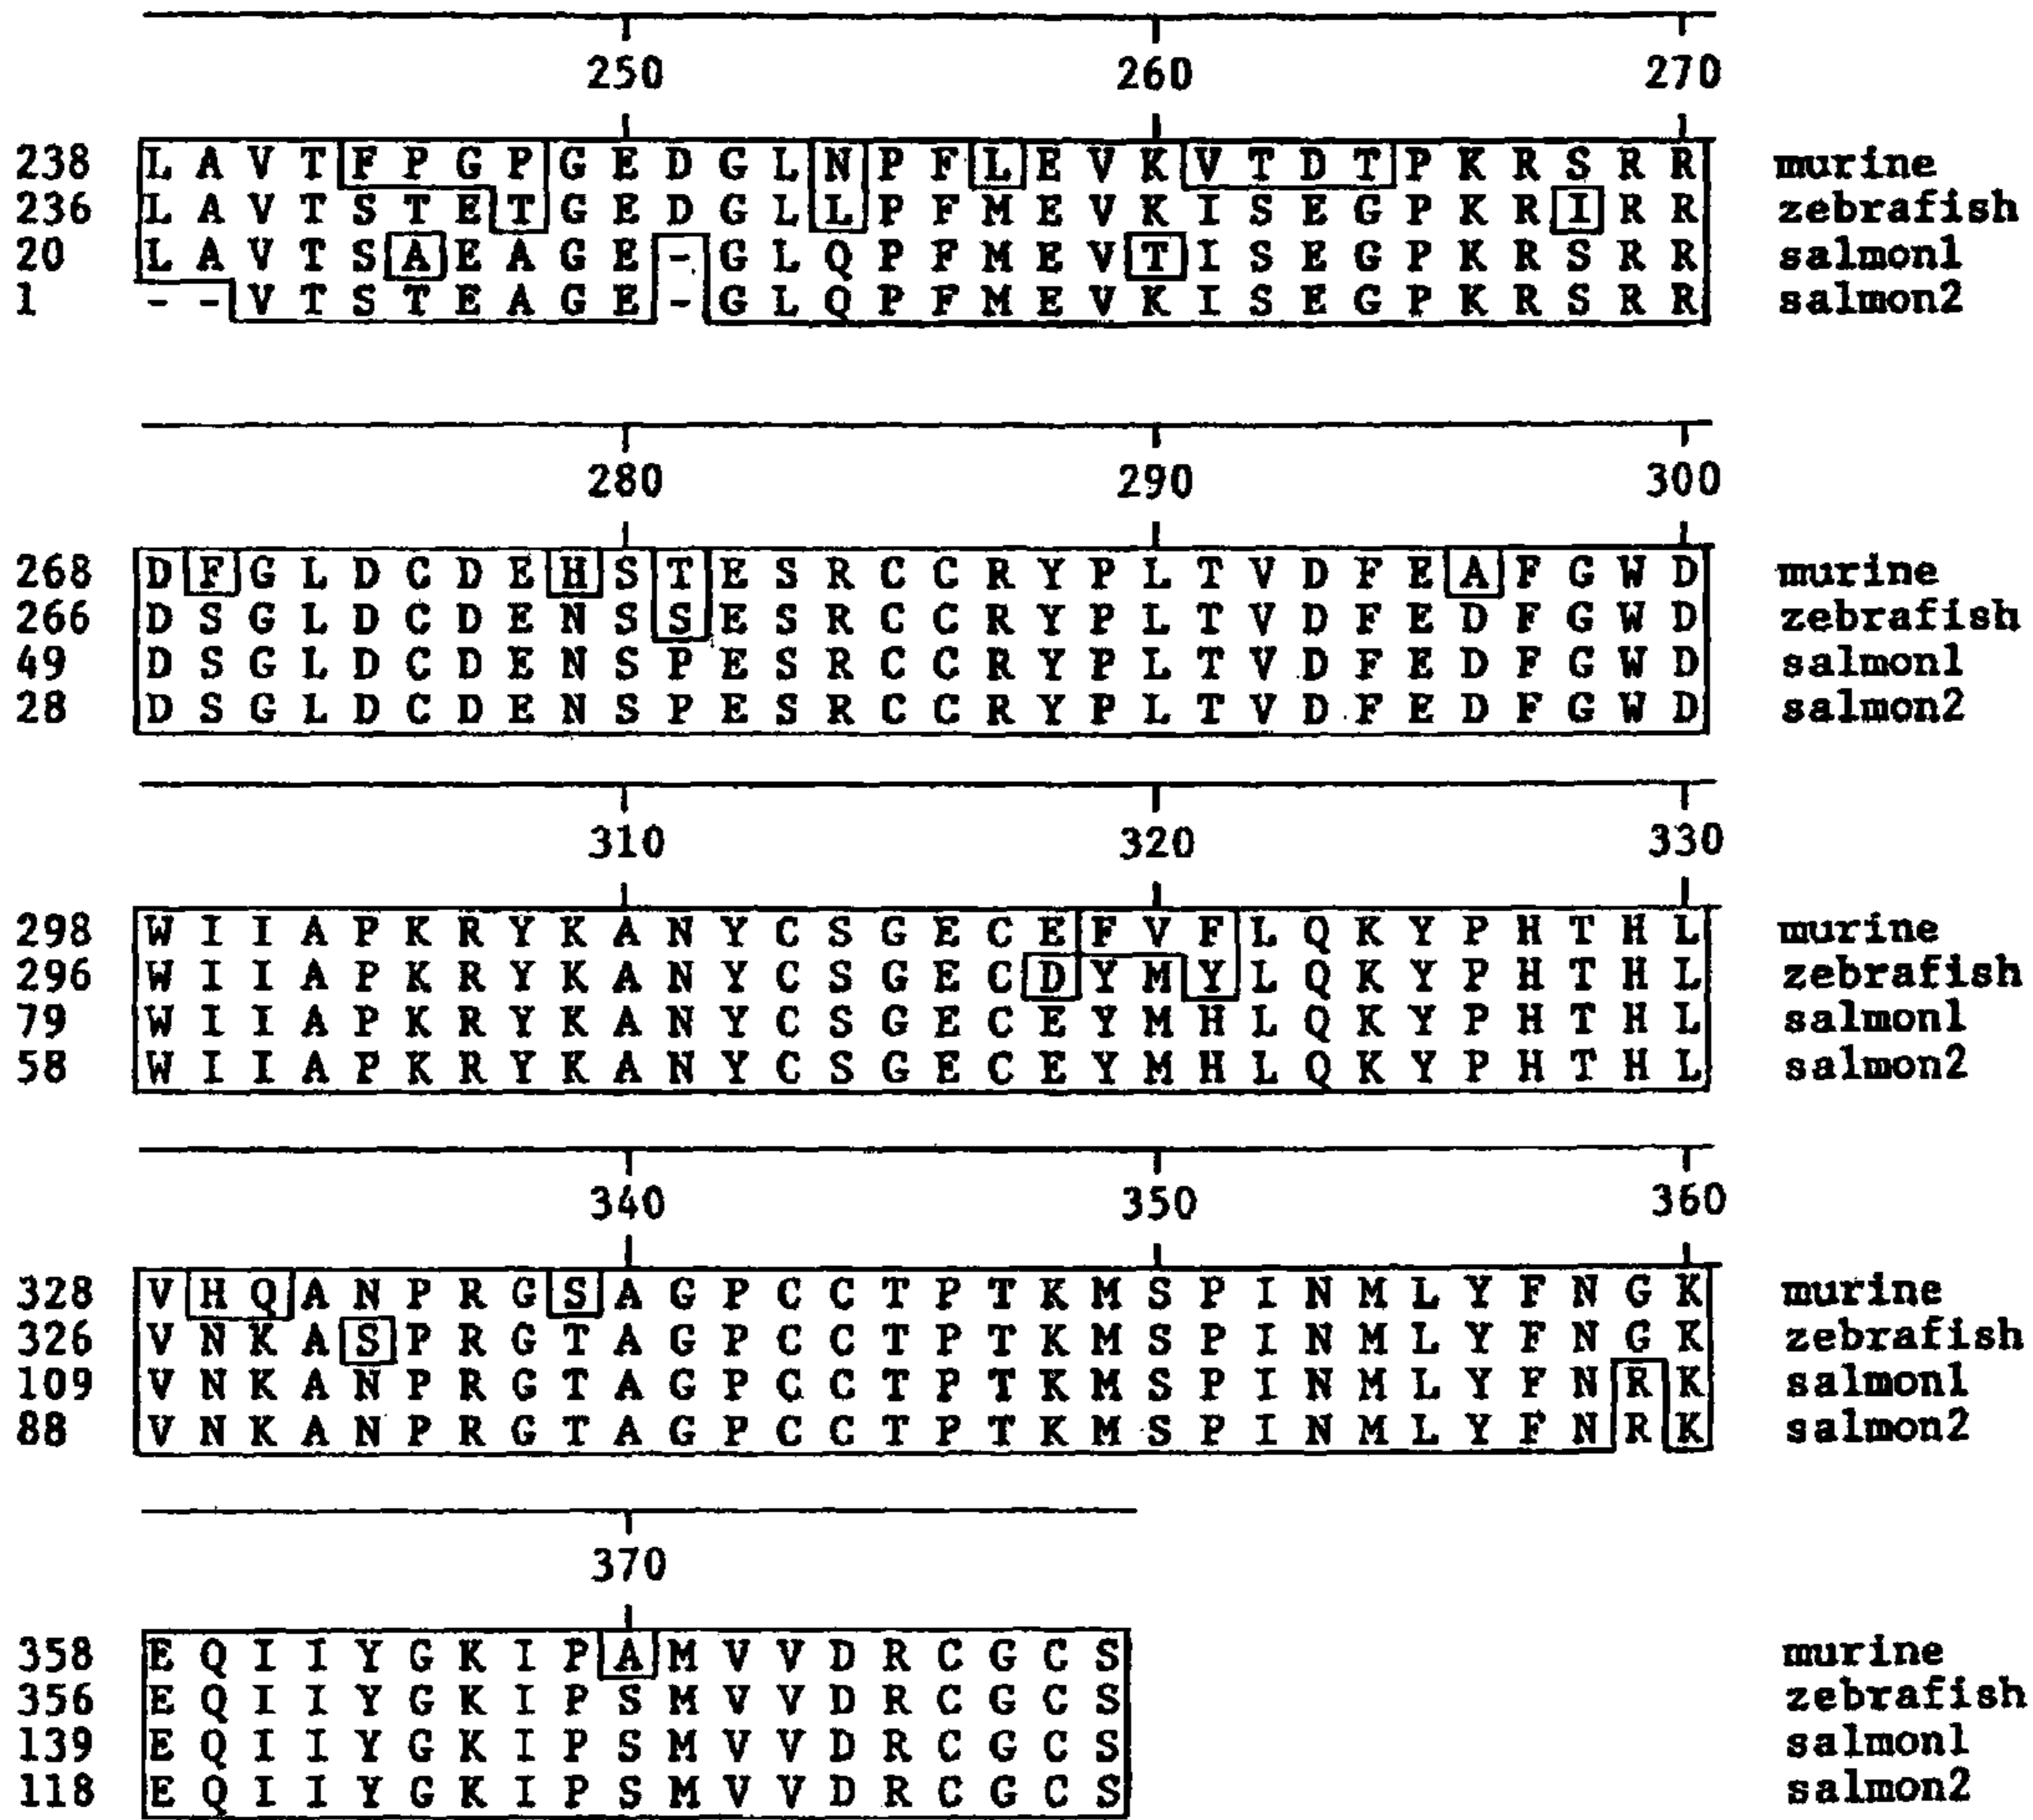 250 260 270
238 L A V T F P G P G E D G L N P F L E V K V T D T P K R S R R murine
236 L A V T S T E T G E D G L L P F M E V K I S E G P K R I R R zebrafish
20 L A V T S A E A G E - G L Q P F M E V T I S E G P K R S R R salmon1
1 - - V T S T E A G E - G L Q P F M E V K I S E G P K R S R R salmon2
280 290 300
268 D F G L D C D E H S T E S R C C R Y P L T V D F E A F G W D murine
266 D S G L D C D E N S S E S R C C R Y P L T V D F E D F G W D zebrafish
49 D S G L D C D E N S P E S R C C R Y P L T V D F E D F G W D salmon1
28 D S G L D C D E N S P E S R C C R Y P L T V D F E D F G W D salmon2
310 320 330
298 W I I A P K R Y K A N Y C S G E C E F V F L Q K Y P H T H L murine
296 W I I A P K R Y K A N Y C S G E C D Y M Y L Q K Y P H T H L zebrafish
79 W I I A P K R Y K A N Y C S G E C E Y M H L Q K Y P H T H L salmon1
58 W I I A P K R Y K A N Y C S G E C E Y M H L Q K Y P H T H L salmon2
340 350 360
328 V H Q A N P R G S A G P C C T P T K M S P I N M L Y F N G K murine
326 V N K A S P R G T A G P C C T P T K M S P I N M L Y F N G K zebrafish
109 V N K A N P R G T A G P C C T P T K M S P I N M L Y F N R K salmon1
88 V N K A N P R G T A G P C C T P T K M S P I N M L Y F N R K salmon2
370
358 E Q I I Y G K I P A M V V D R C G C S murine
356 E Q I I Y G K I P S M V V D R C G C S zebrafish
139 E Q I I Y G K I P S M V V D R C G C S salmon1
118 E Q I I Y G K I P S M V V D R C G C S salmon2